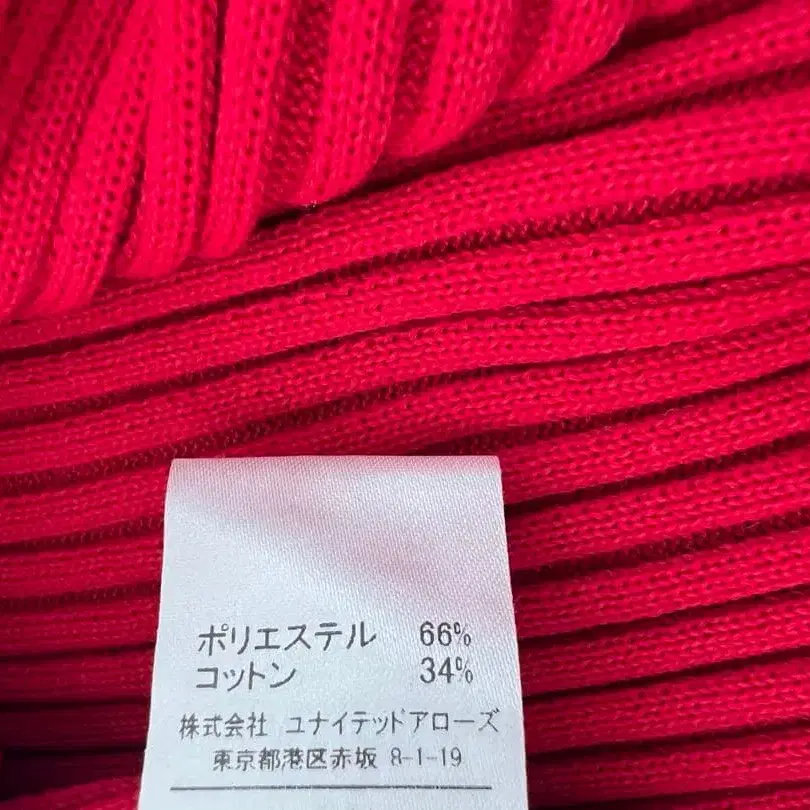 ポリエステル 66%
コットン 34%
株式会社 ユナイテッドアローズ
東京都港区赤坂 8-1-19